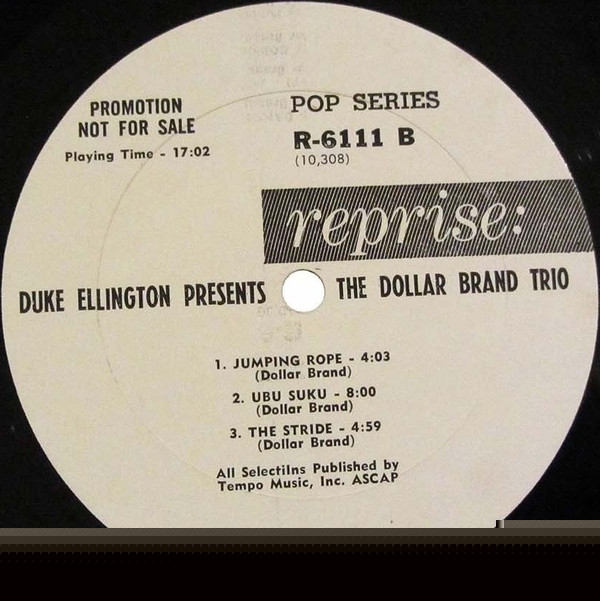 PROMOTION
NOT FOR SALE
Playing Time - 17:02
POP SERIES
R-6111 B
(10,308)
reprise:
DUKE ELLINGTON PRESENTS THE DOLLAR BRAND TRIO
1. JUMPING ROPE - 4:03
(Dollar Brand)
2. UBU SUKU - 8:00
(Dollar Brand)
3. THE STRIDE - 4:59
(Dollar Brand)
All SelectiIns Published by
Tempo Music, Inc. ASCAP